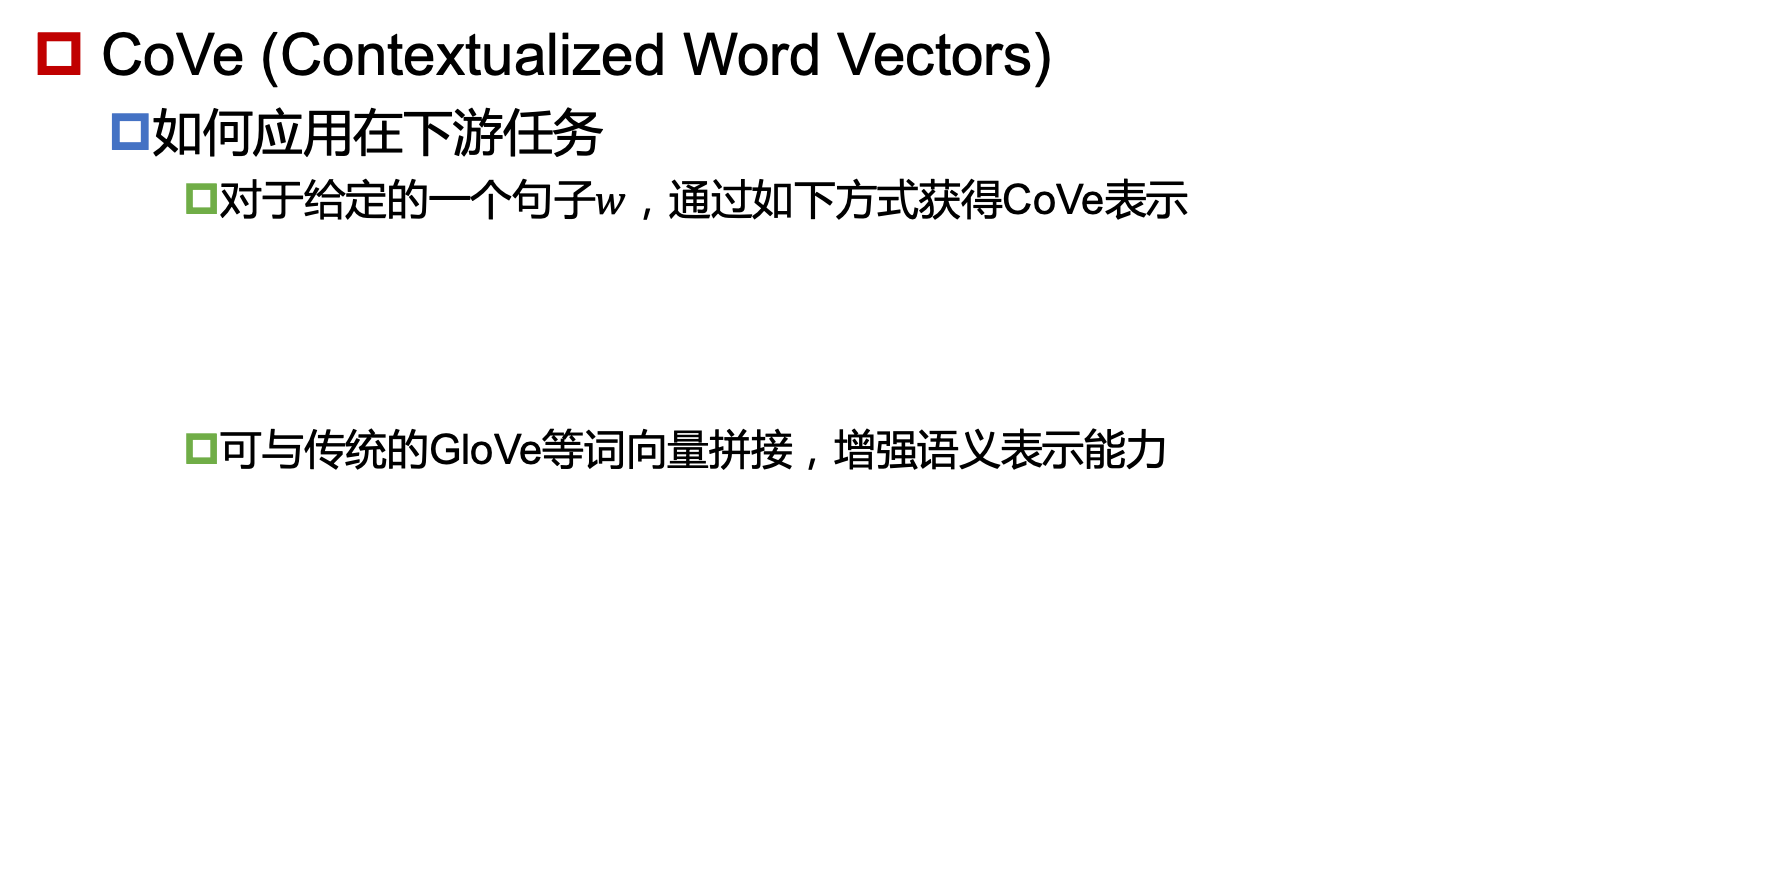 CoVe (Contextualized Word Vectors)
如何应用在下游任务
对于给定的一个句子w，通过如下方式获得CoVe表示
可与传统的GloVe等词向量拼接，增强语义表示能力